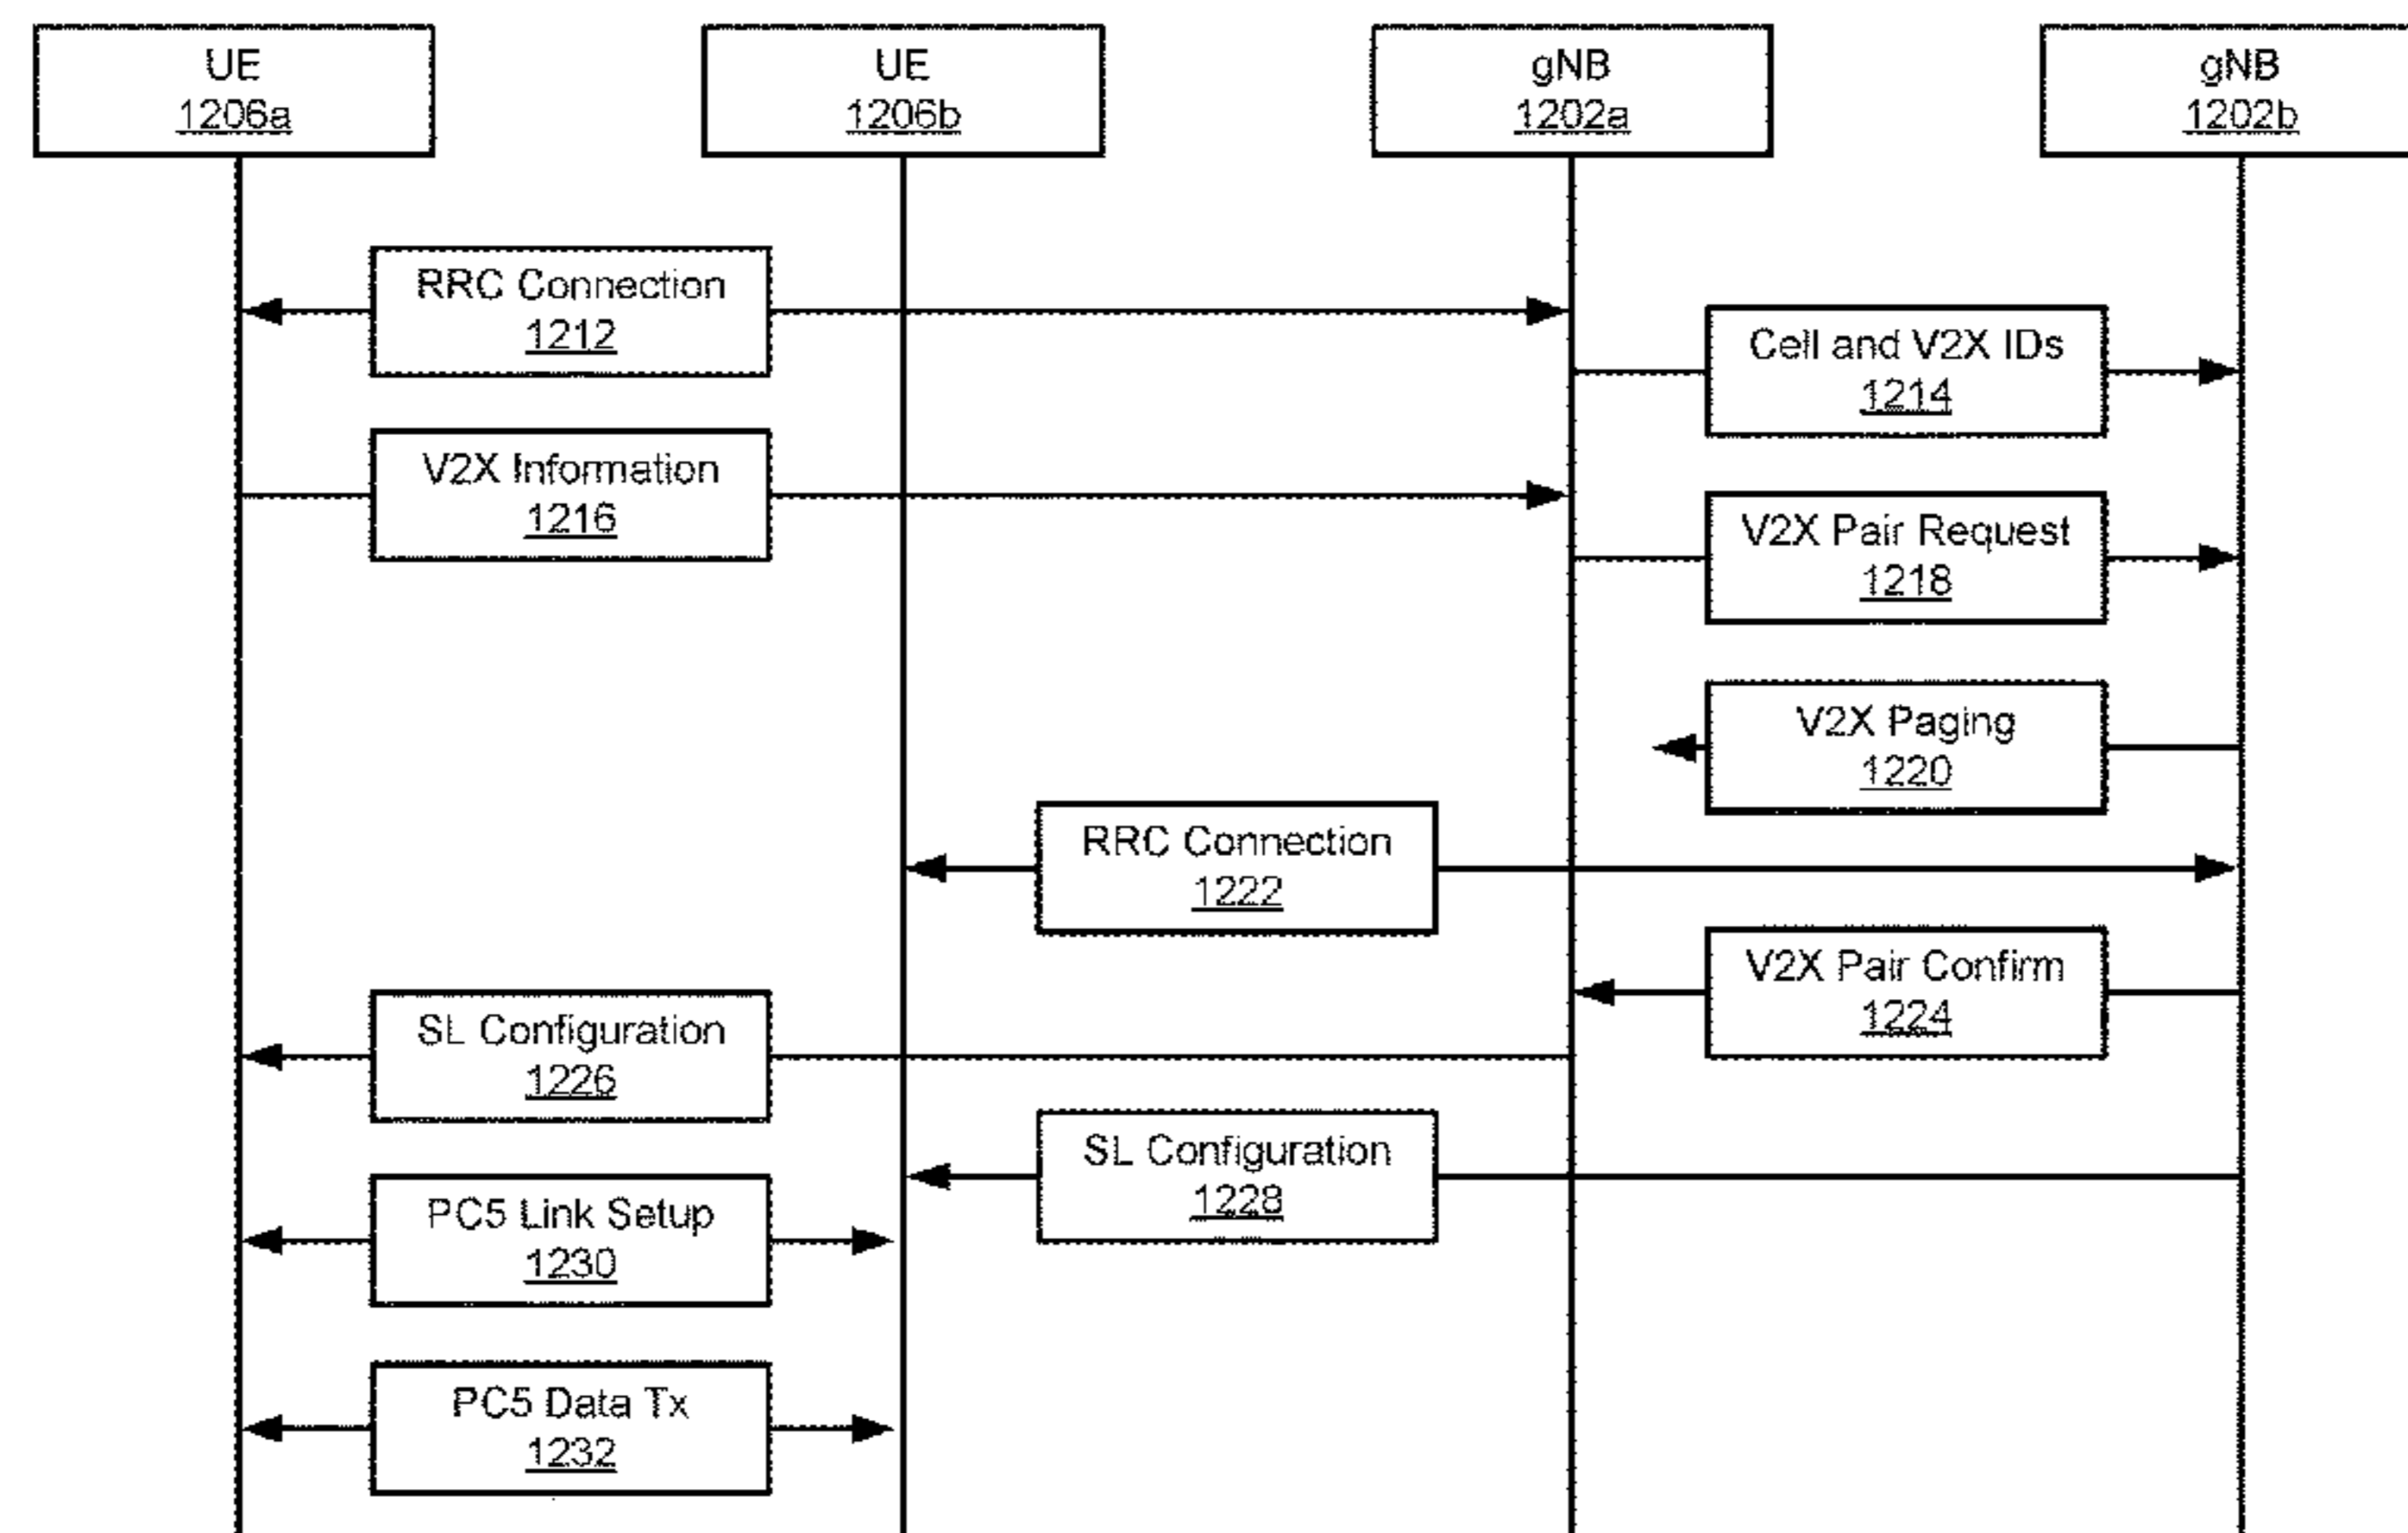 UE
1206a
UE
1206b
gNB
1202a
gNB
1202b
RRC Connection
1212
Cell and V2X IDs
1214
V2X Information
1216
V2X Pair Request
1218
V2X Paging
1220
RRC Connection
1222
V2X Pair Confirm
1224
SL Configuration
1226
SL Configuration
1228
PC5 Link Setup
1230
PC5 Data Tx
1232